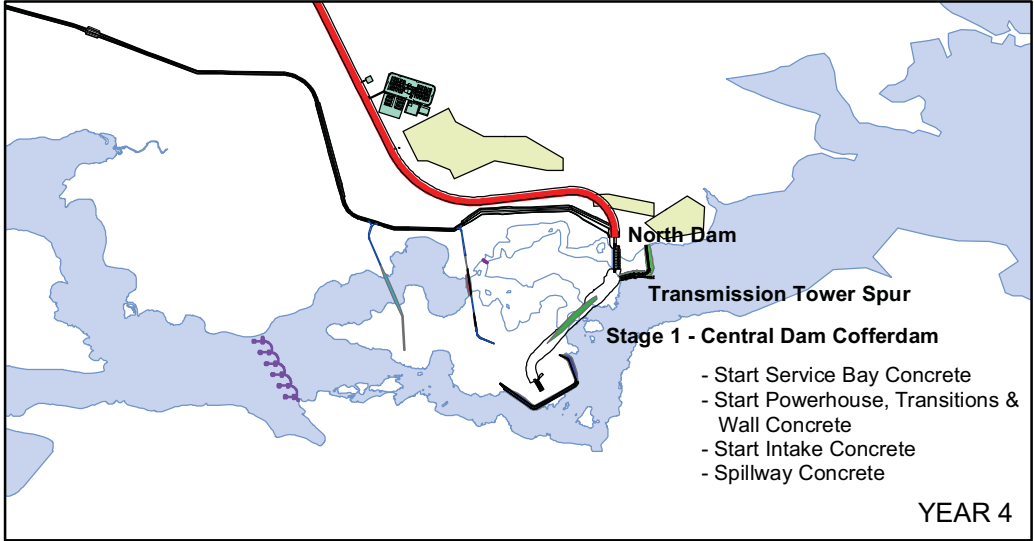 North Dam
Transmission Tower Spur
Stage 1 - Central Dam Cofferdam
- Start Service Bay Concrete
- Start Powerhouse, Transitions &
Wall Concrete
- Start Intake Concrete
- Spillway Concrete
YEAR 4